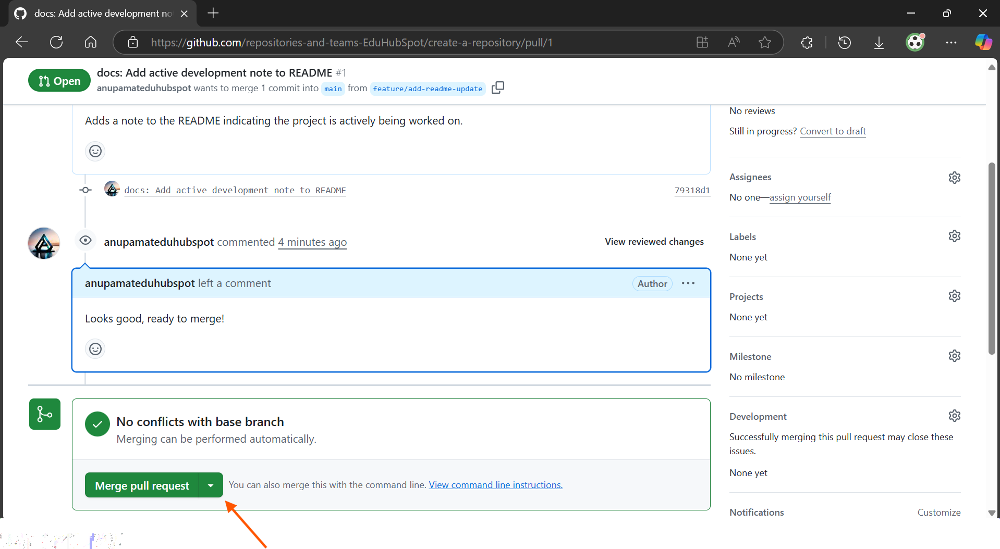 docs: Add active development no
https://github.com/repositories-and-teams-EduHubSpot/create-a-repository/pull/1
Open
docs: Add active development note to README #1
anupamateduhubspot wants to merge 1 commit into main from feature/add-readme-update
Adds a note to the README indicating the project is actively being worked on.
docs: Add active development note to README 79318d1
anupamateduhubspot commented 4 minutes ago View reviewed changes
anupamateduhubspot left a comment Author
Looks good, ready to merge!
No conflicts with base branch
Merging can be performed automatically.
Merge pull request You can also merge this with the command line. View command line instructions.
No reviews
Still in progress? Convert to draft
Assignees
No one—assign yourself
Labels
None yet
Projects
None yet
Milestone
No milestone
Development
Successfully merging this pull request may close these
issues.
None yet
Notifications Customize